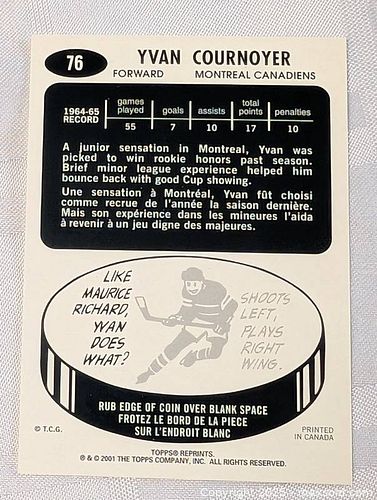 76
YVAN COURNOYER
FORWARD MONTREAL CANADIENS
1964-65 RECORD
games played goals assists total points penalties
55 7 10 17 10
A junior sensation in Montreal, Yvan was
picked to win rookie honors past season.
Brief minor league experience helped him
bounce back with good Cup showing.
Une sensation à Montréal, Yvan fût choisi
comme recrue de l'année la saison dernière.
Mais son expérience dans les mineures l'aida
à revenir à un jeu digne des majeures.
LIKE
MAURICE
RICHARD,
YVAN
DOES
WHAT?
SHOOTS
LEFT,
PLAYS
RIGHT
WING.
RUB EDGE OF COIN OVER BLANK SPACE
FROTEZ LE BORD DE LA PIECE
SUR L'ENDROIT BLANC
© T.C.G.
PRINTED
IN CANADA
TOPPS® REPRINTS.
® & © 2001 THE TOPPS COMPANY, INC. ALL RIGHTS RESERVED.